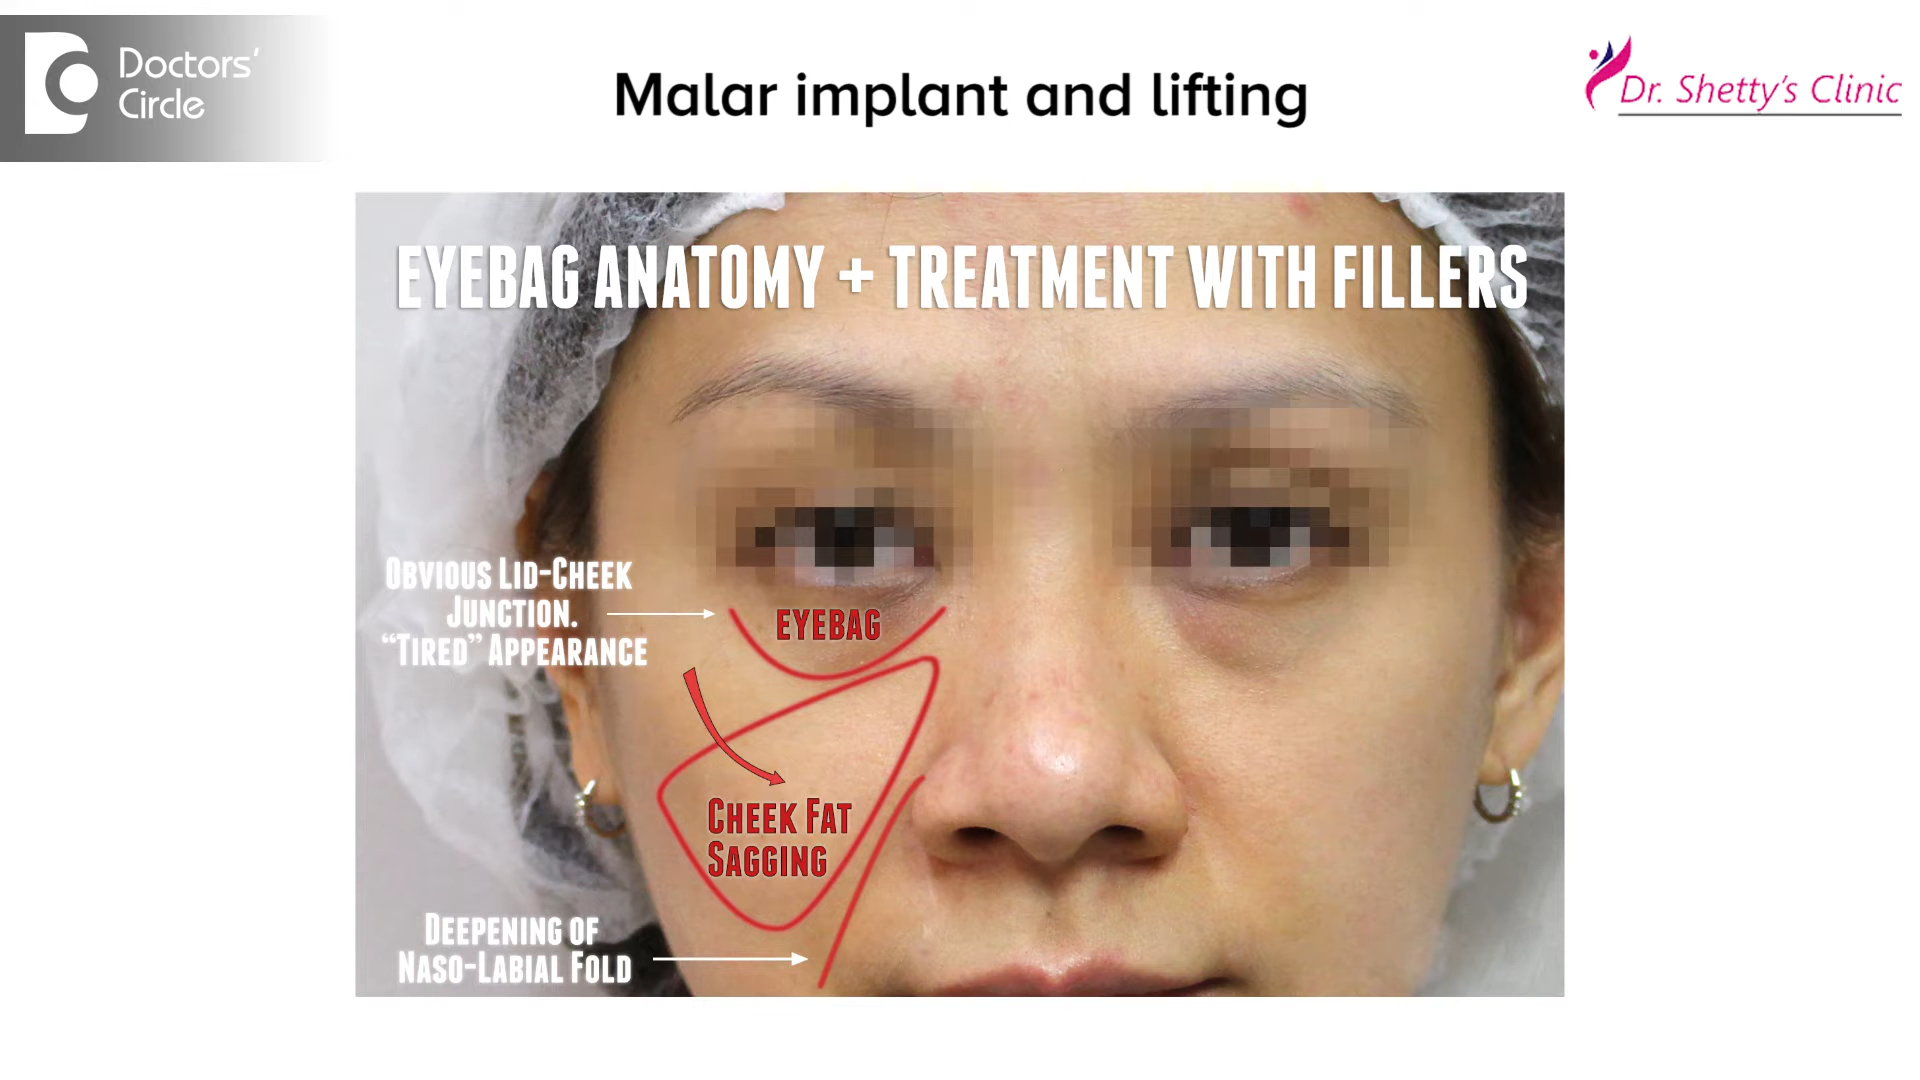 Doctors'
Circle
Malar implant and lifting
Dr. Shetty's Clinic
EYEBAG ANATOMY + TREATMENT WITH FILLERS
OBVIOUS LID-CHEEK
JUNCTION.
"TIRED" APPEARANCE
EYEBAG
CHEEK FAT
SAGGING
DEEPENING OF
NASO-LABIAL FOLD